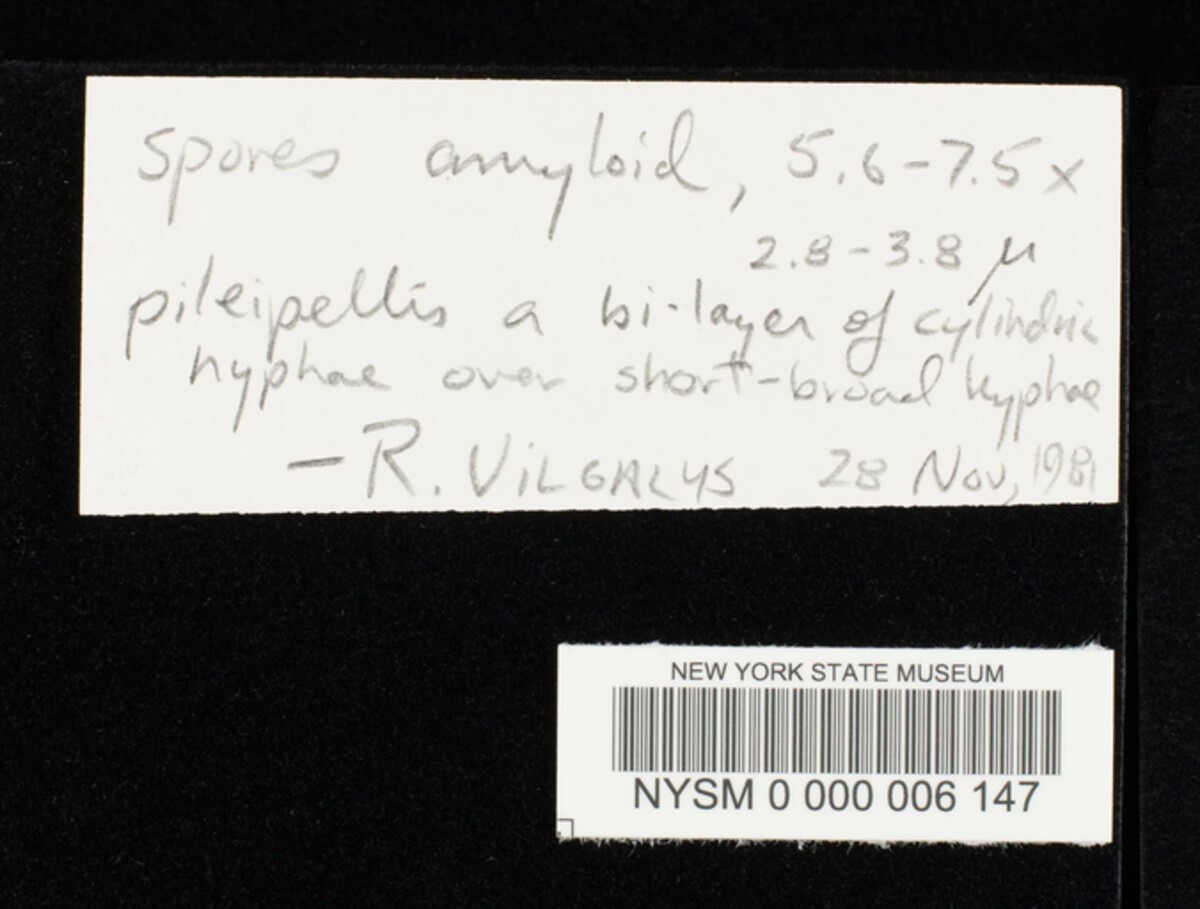 spores amyloid, 5.6-7.5 x
2.8-3.8 μ
pileipellis a bi-layer of cylindric
hyphae over short-broad hyphae
— R. VILGALYS 28 Nov, 1981
NEW YORK STATE MUSEUM
NYSM 0 000 006 147